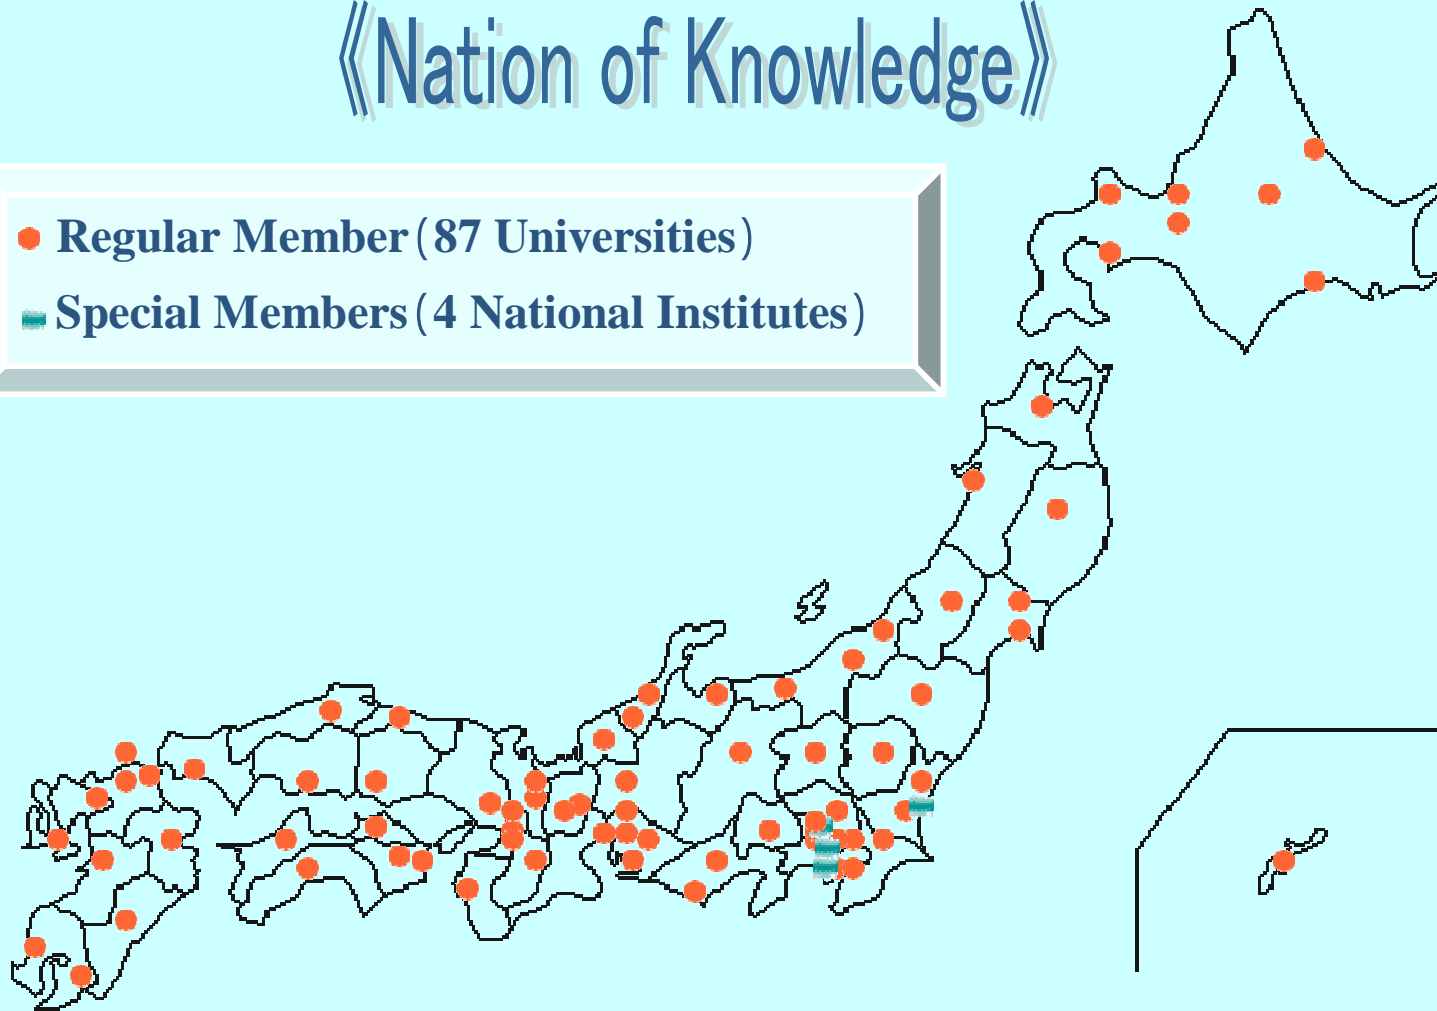 《Nation of Knowledge》
Regular Member(87 Universities)
Special Members(4 National Institutes)